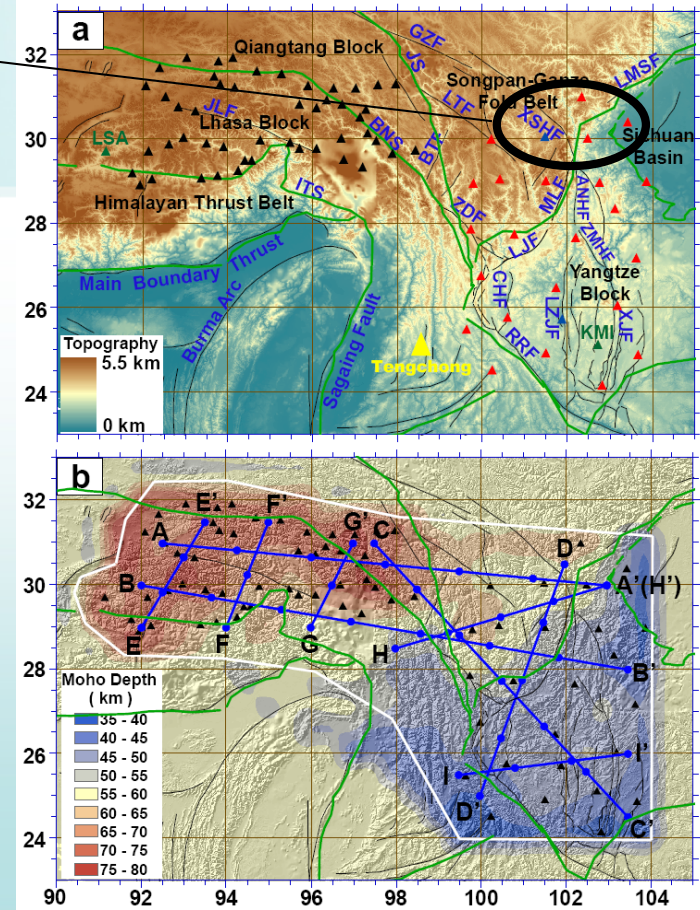 a
32
30
28
26
24
Qiangtang Block
GZF
JS
Songpan-Ganze
Fold Belt
LMSF
LTF
XSHF
JLF
Lhasa Block
BNS
BTF
LSA
Sichuan
Basin
ITS
Himalayan Thrust Belt
ZDF
MLF
ANHF
LJF
ZMHF
Main Boundary Thrust
Burma Arc
Sagaing Fault
CHF
Yangtze
Block
LZJF
XJF
KMI
RRF
Tengchong
Topography
5.5 km
0 km
b
32
30
28
26
24
E'
F'
A
G'
C
D
B
A'(H')
E
F
G
H
B'
I
I'
D'
C'
Moho Depth
( km )
35 - 40
40 - 45
45 - 50
50 - 55
55 - 60
60 - 65
65 - 70
70 - 75
75 - 80
90
92
94
96
98
100
102
104